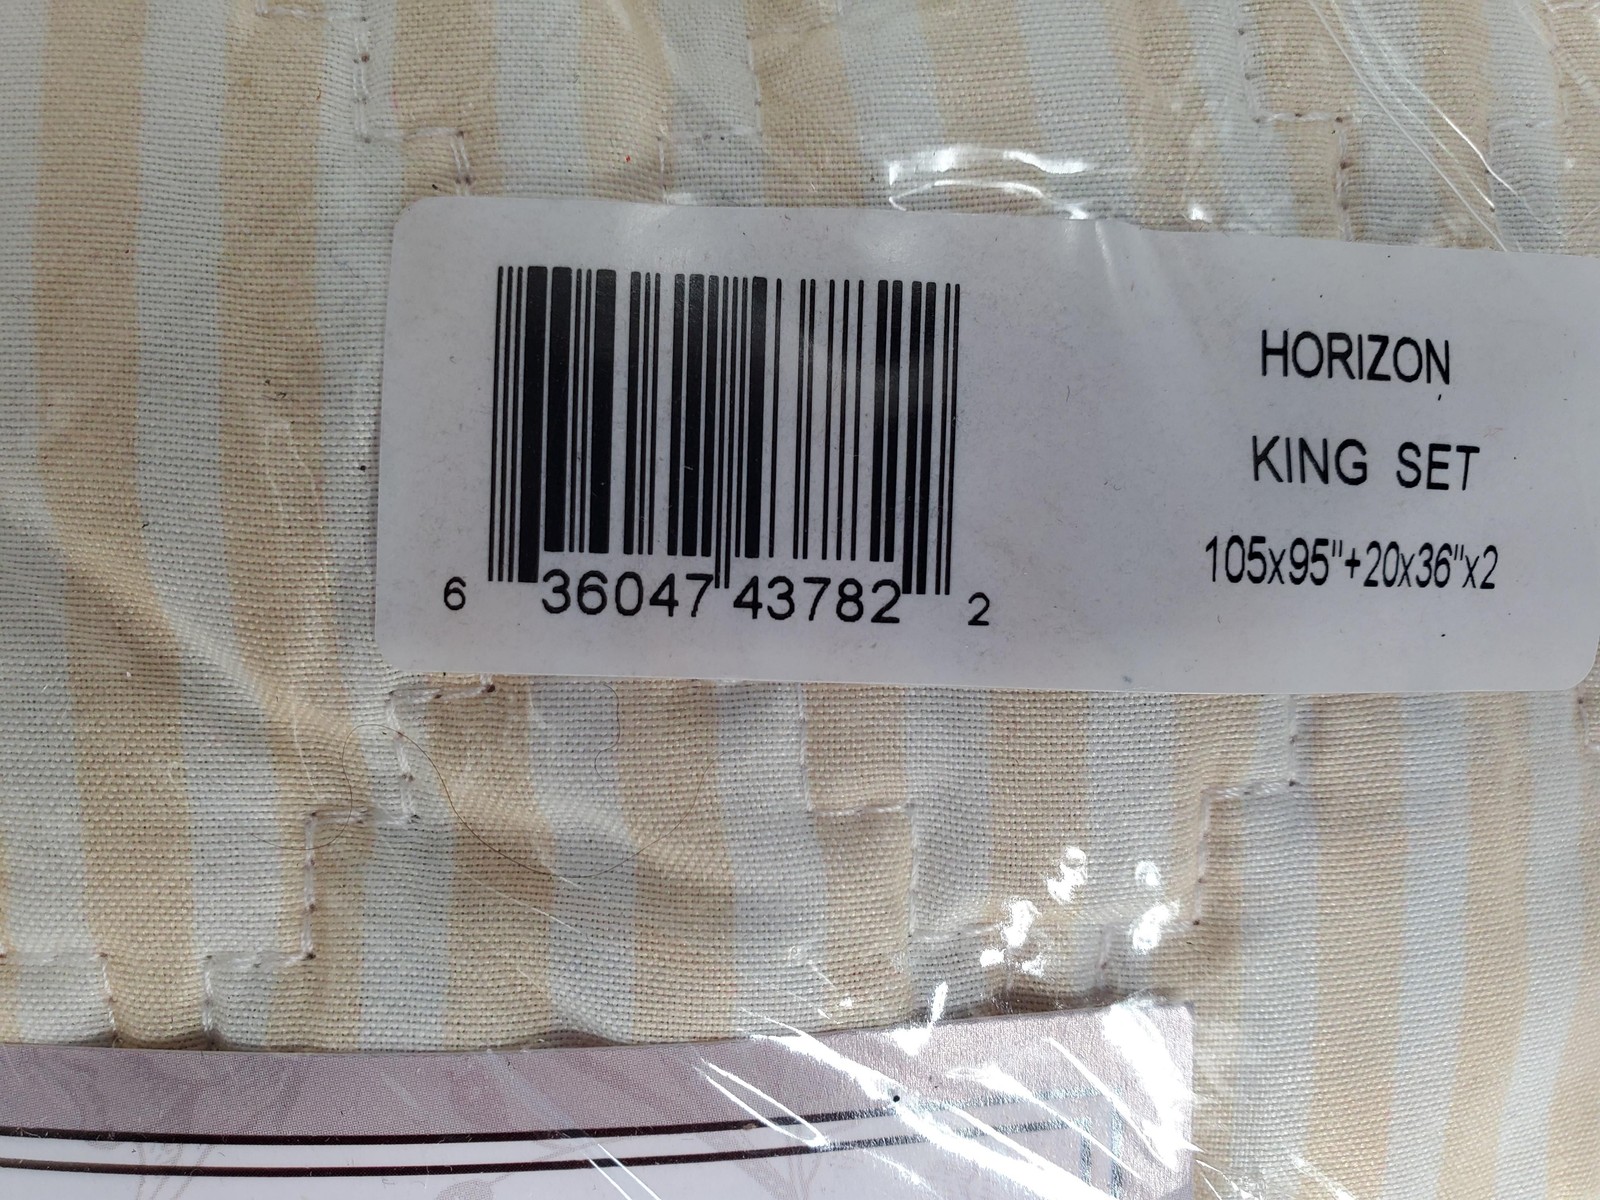 HORIZON
KING SET
105x95"+20x36"x2
6 36047 43782 2